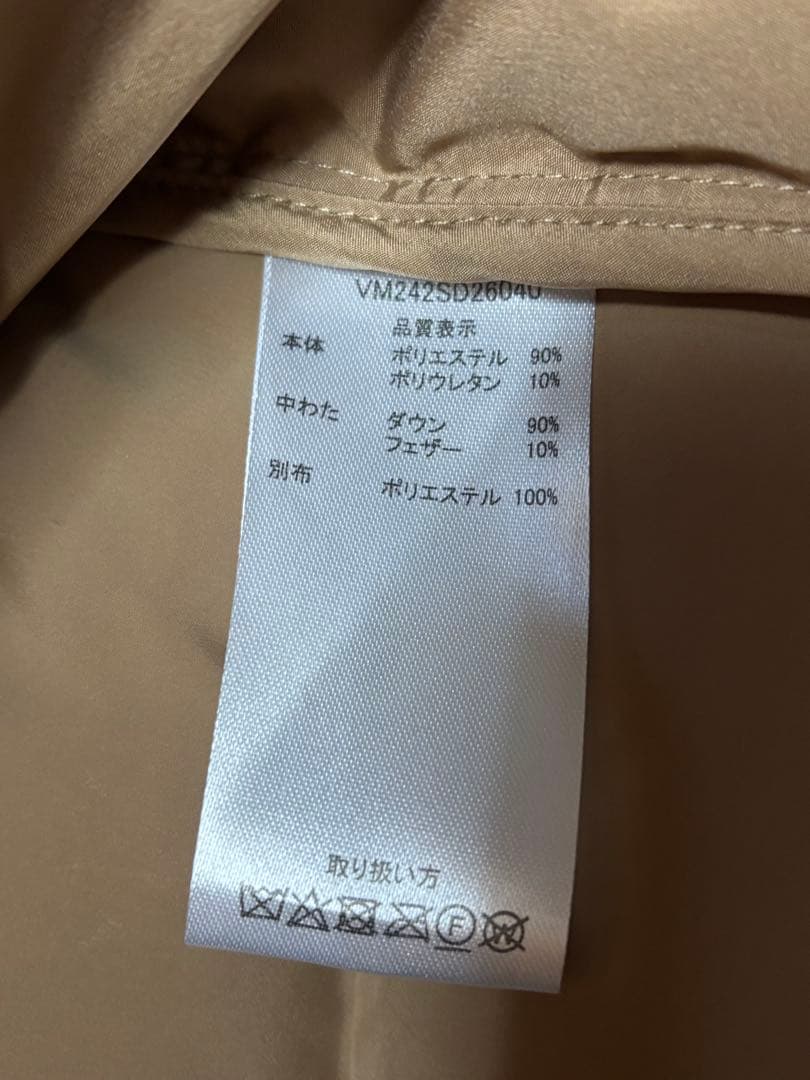 VM242SD26040
品質表示
本体 ポリエステル 90%
ポリウレタン 10%
中わた ダウン 90%
フェザー 10%
別布 ポリエステル 100%
取り扱い方
F W